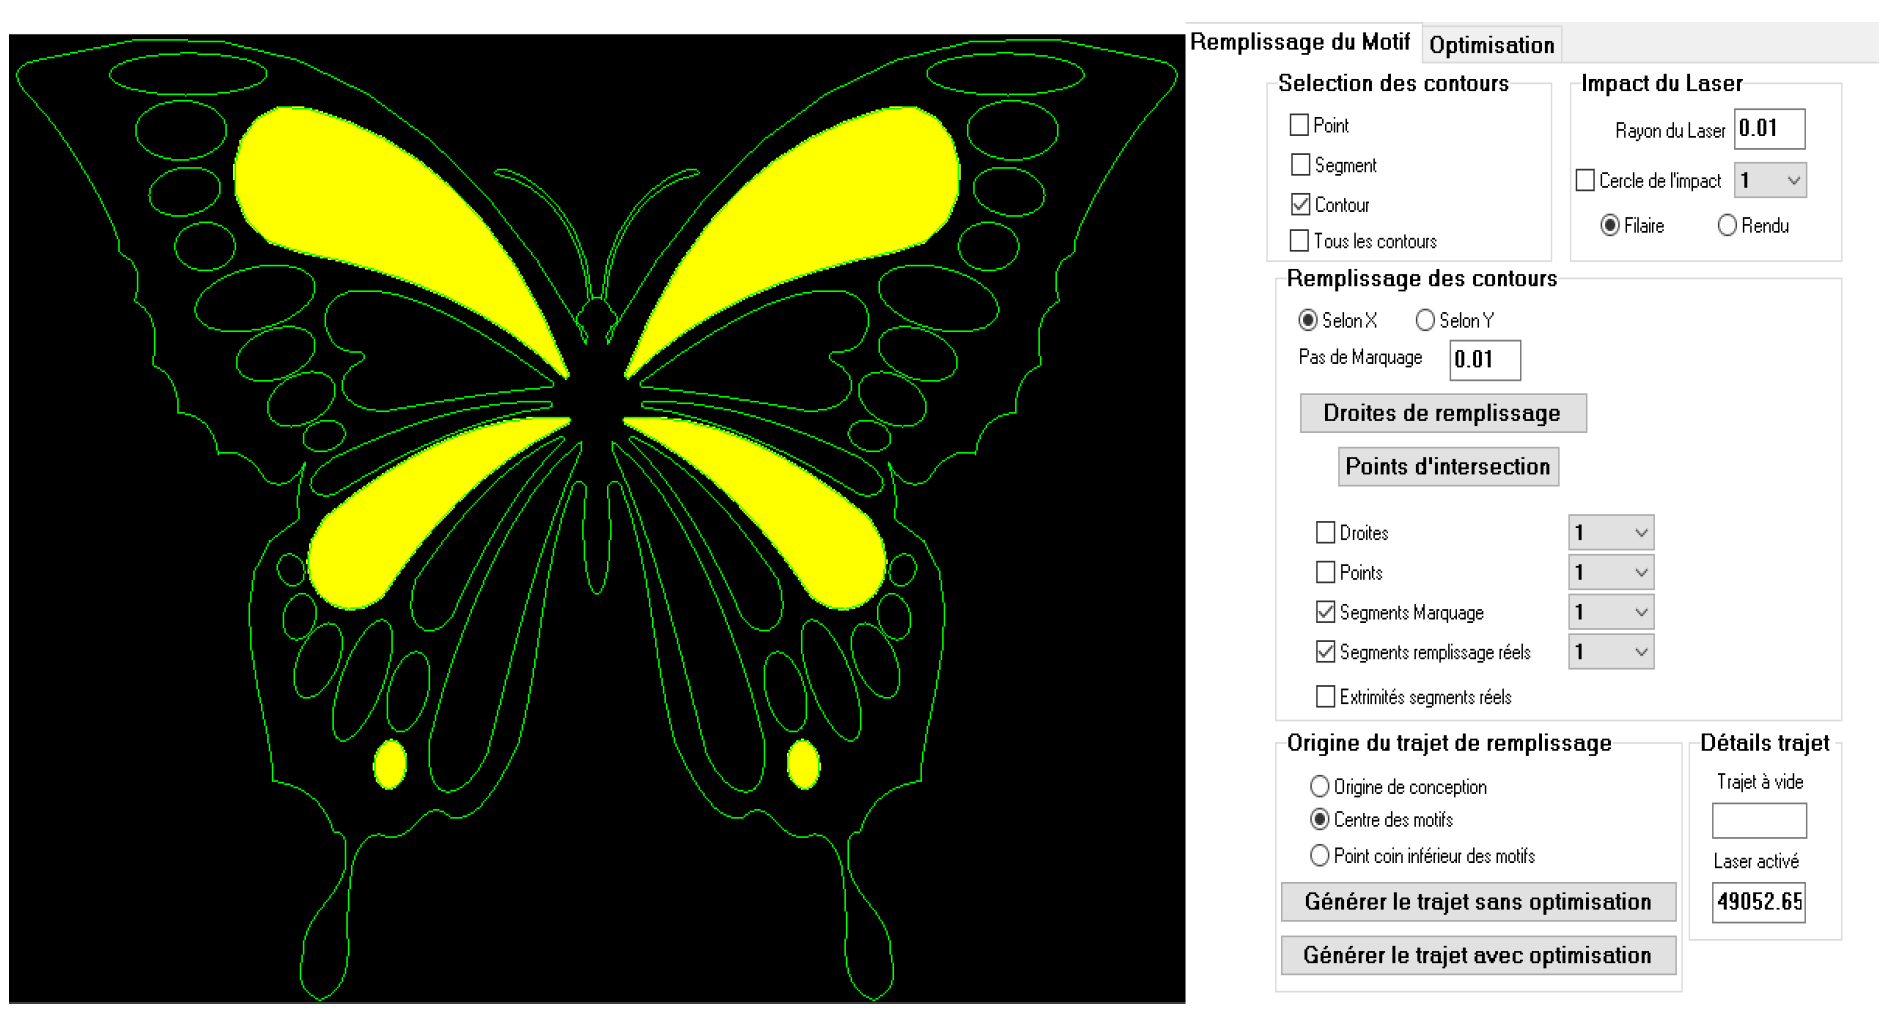 Remplissage du Motif Optimisation
Selection des contours
Point
Segment
Contour
Tous les contours
Impact du Laser
Rayon du Laser 0.01
Cercle de l'impact 1
Filaire Rendu
Remplissage des contours
Selon X Selon Y
Pas de Marquage 0.01
Droites de remplissage
Points d'intersection
Droites 1
Points 1
Segments Marquage 1
Segments remplissage réels 1
Extrimités segments réels
Origine du trajet de remplissage
Origine de conception
Centre des motifs
Point coin inférieur des motifs
Générer le trajet sans optimisation
Générer le trajet avec optimisation
Détails trajet
Trajet à vide
Laser activé
49052.65